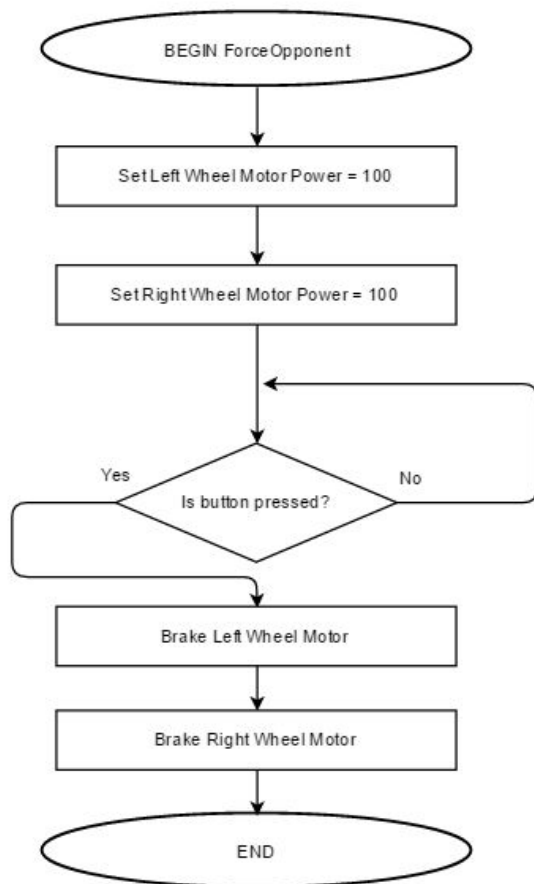 BEGIN ForceOpponent
Set Left Wheel Motor Power = 100
Set Right Wheel Motor Power = 100
Yes
No
Is button pressed?
Brake Left Wheel Motor
Brake Right Wheel Motor
END